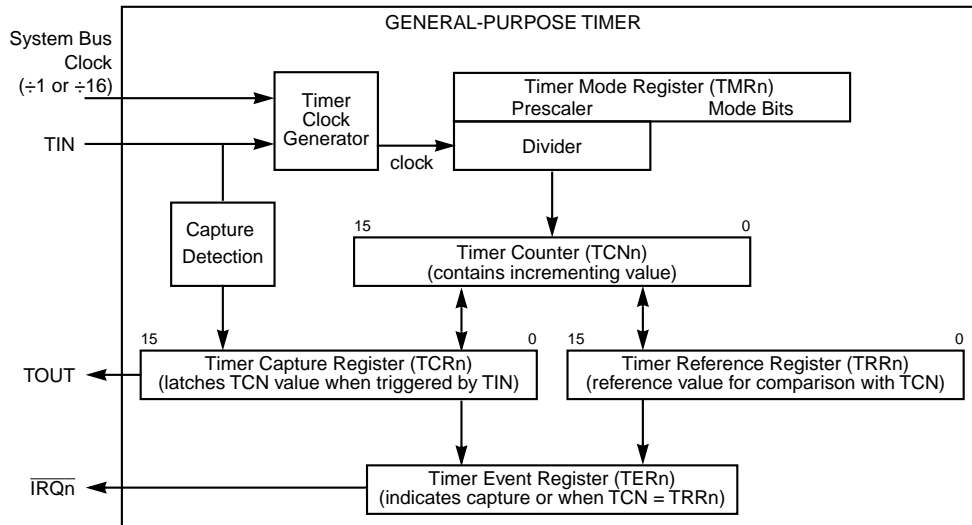 GENERAL-PURPOSE TIMER
System Bus
Clock
(÷1 or ÷16)
TIN
Timer
Clock
Generator
clock
Timer Mode Register (TMRn)
Prescaler Mode Bits
Divider
Capture
Detection
15 0
Timer Counter (TCNn)
(contains incrementing value)
15 0
Timer Capture Register (TCRn)
(latches TCN value when triggered by TIN)
15 0
Timer Reference Register (TRRn)
(reference value for comparison with TCN)
TOUT
Timer Event Register (TERn)
(indicates capture or when TCN = TRRn)
IRQn